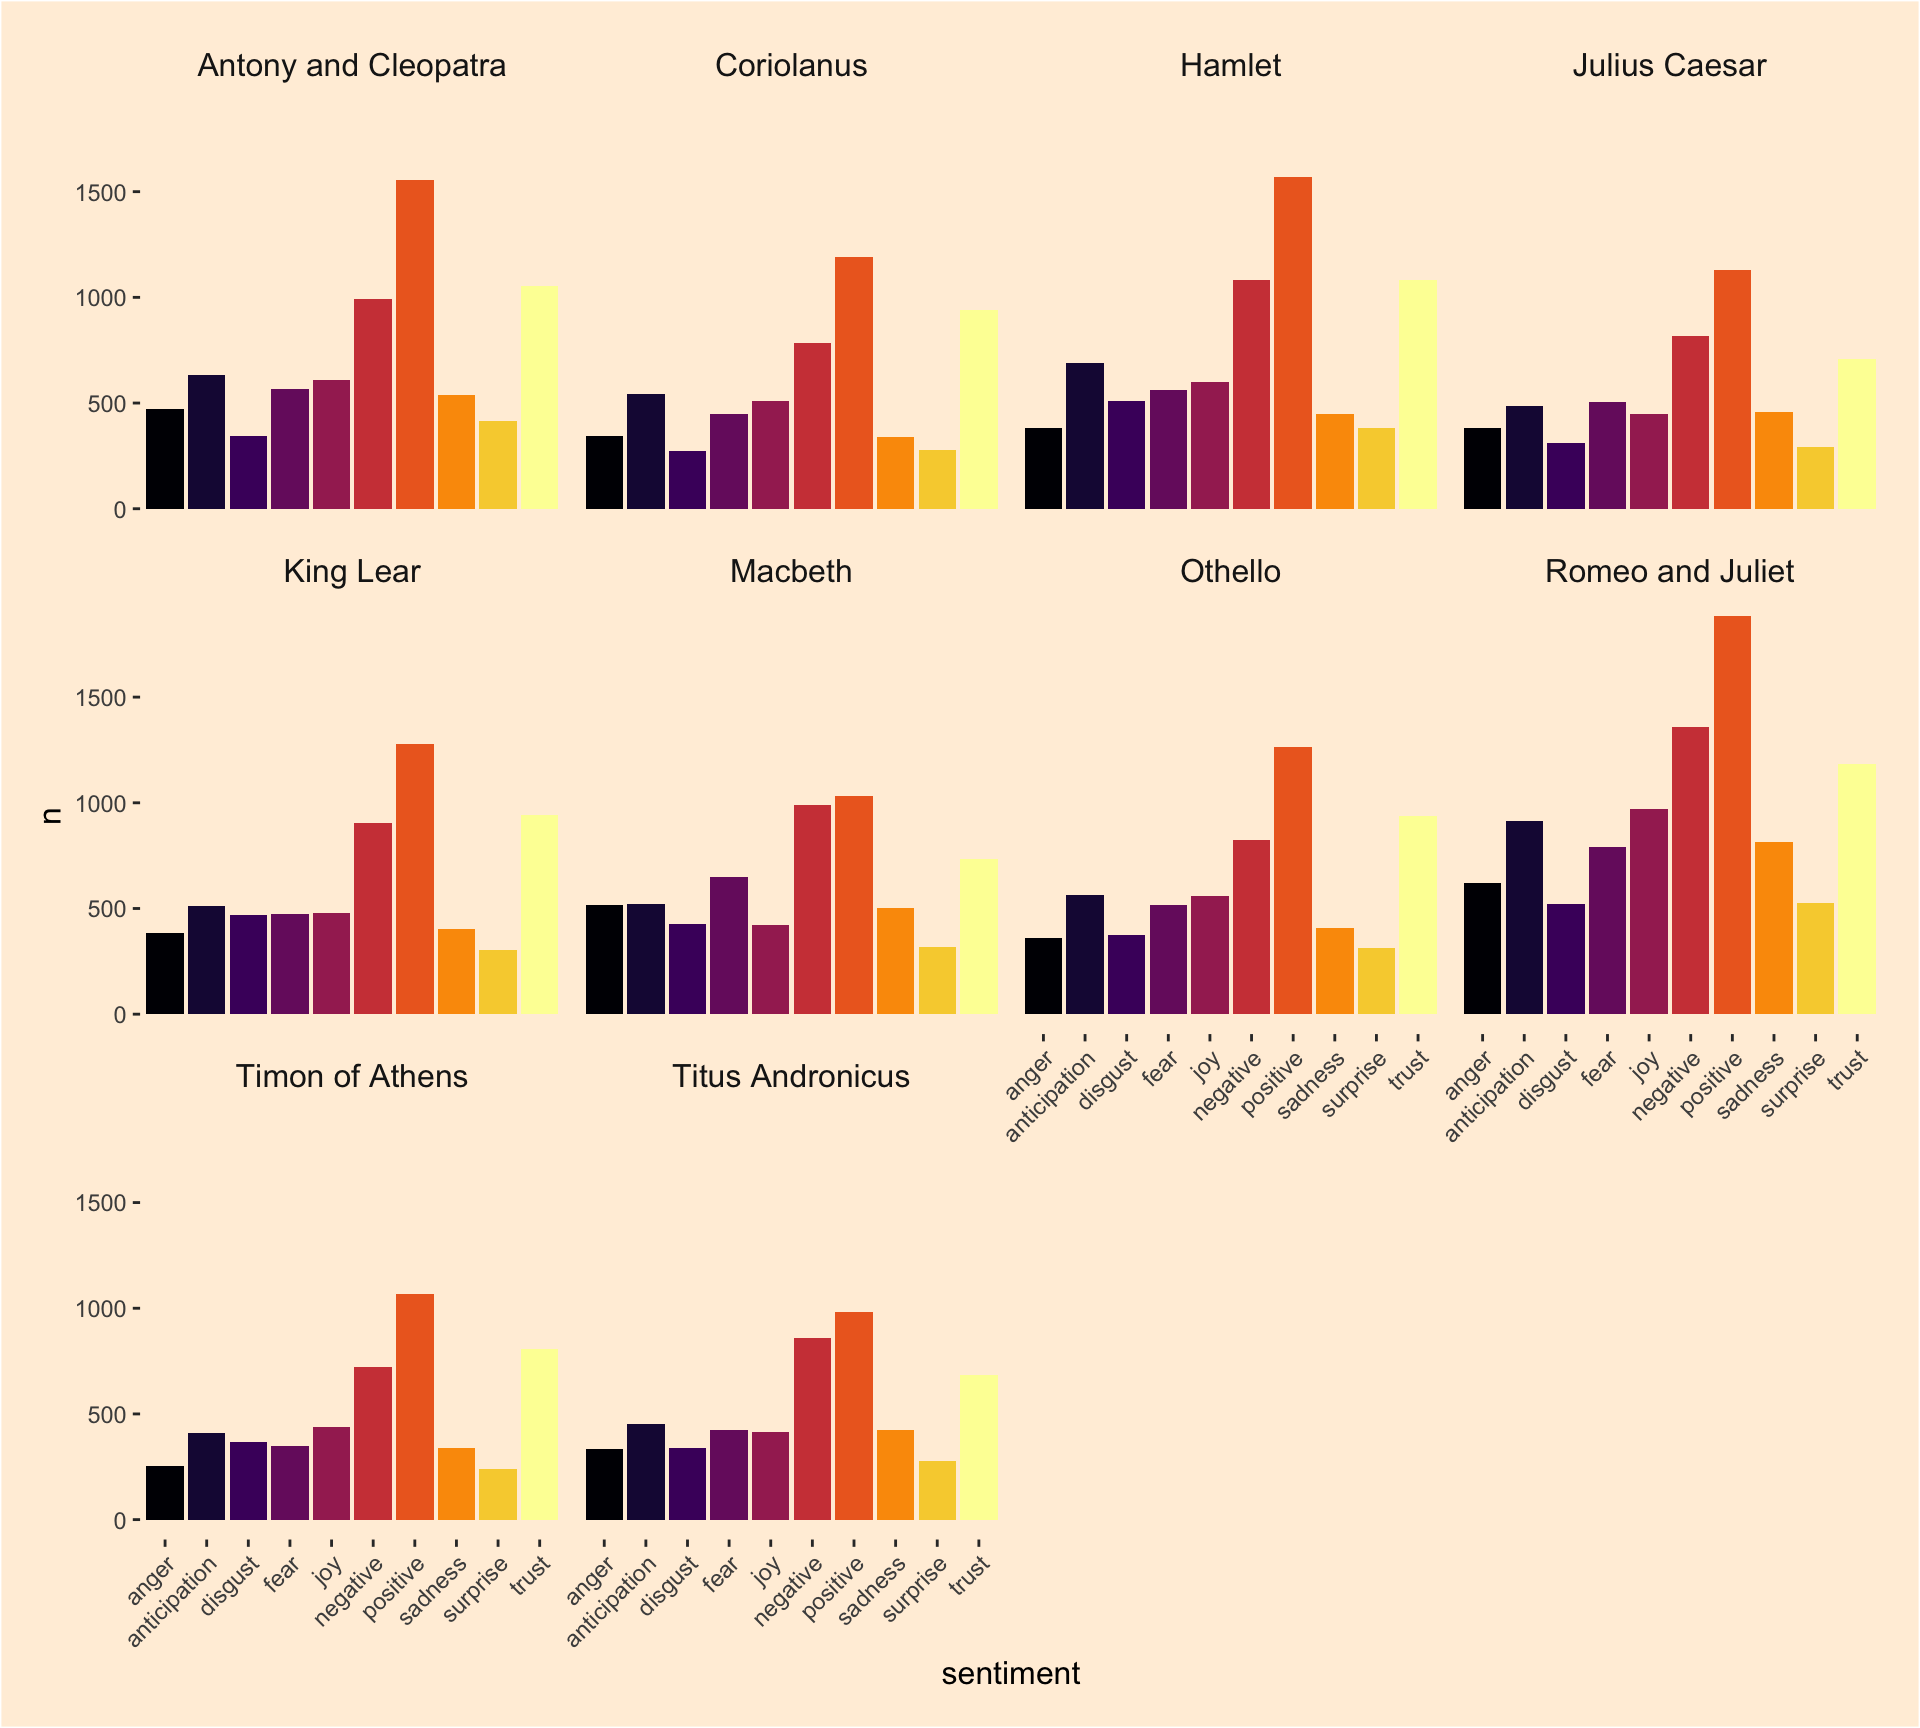 Antony and Cleopatra
Coriolanus
Hamlet
Julius Caesar
1500
1000
500
0
King Lear
Macbeth
Othello
Romeo and Juliet
n
1500
1000
500
0
anger
anticipation
disgust
fear
joy
negative
positive
sadness
surprise
trust
anger
anticipation
disgust
fear
joy
negative
positive
sadness
surprise
trust
Timon of Athens
Titus Andronicus
1500
1000
500
0
anger
anticipation
disgust
fear
joy
negative
positive
sadness
surprise
trust
anger
anticipation
disgust
fear
joy
negative
positive
sadness
surprise
trust
sentiment